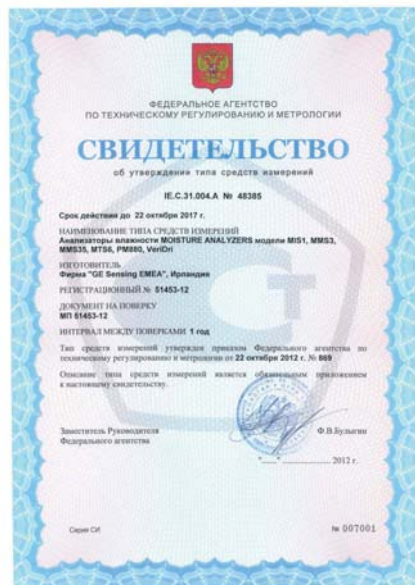 ФЕДЕРАЛЬНОЕ АГЕНТСТВО
ПО ТЕХНИЧЕСКОМУ РЕГУЛИРОВАНИЮ И МЕТРОЛОГИИ
СВИДЕТЕЛЬСТВО
об утверждении типа средств измерений
IE.C.31.004.A № 48385
Срок действия до 22 октября 2017 г.
НАИМЕНОВАНИЕ ТИПА СРЕДСТВ ИЗМЕРЕНИЙ
Анализаторы влажности MOISTURE ANALYZERS модели MIS1, MMS3,
MMS35, MTS6, PM880, VeriDri
ИЗГОТОВИТЕЛЬ
Фирма "GE Sensing EMEA", Ирландия
РЕГИСТРАЦИОННЫЙ № 51453-12
ДОКУМЕНТ НА ПОВЕРКУ
МП 51453-12
ИНТЕРВАЛ МЕЖДУ ПОВЕРКАМИ 1 год
Тип средств измерений утвержден приказом Федерального агентства по
техническому регулированию и метрологии от 22 октября 2012 г. № 869
Описание типа средств измерений является обязательным приложением
к настоящему свидетельству.
Заместитель Руководителя
Федерального агентства
Ф.В.Булыгин
"....." ................ 2012 г.
Серия СИ
№ 007001